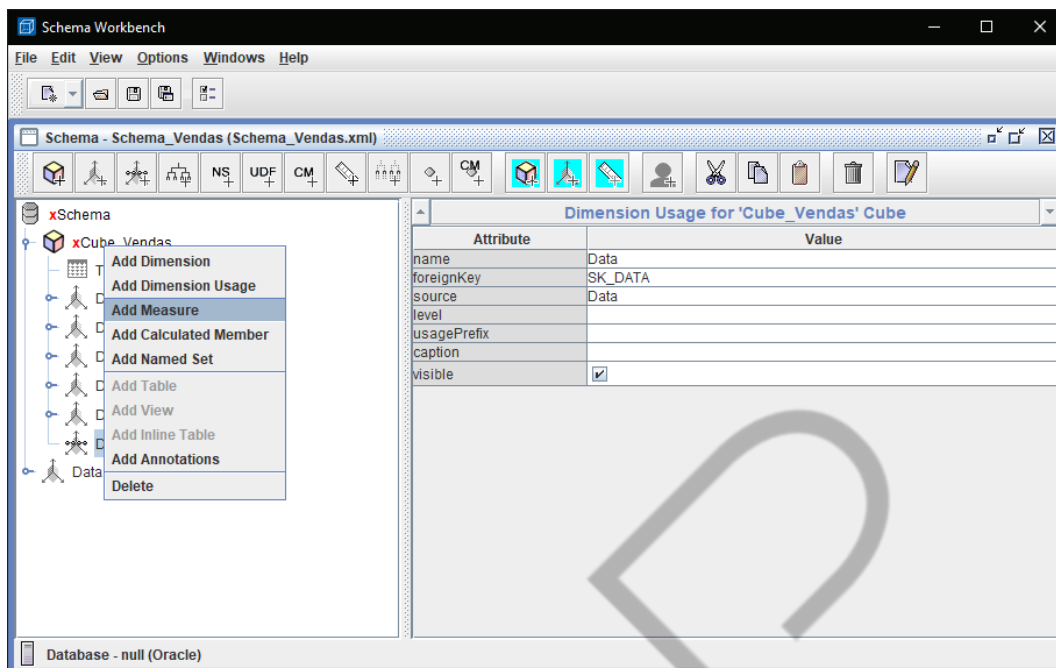 Schema Workbench
File Edit View Options Windows Help
Schema - Schema_Vendas (Schema_Vendas.xml)
NS UDF CM CM
xSchema
xCube_Vendas
T
D
D
D
D
D
D
Data
Add Dimension
Add Dimension Usage
Add Measure
Add Calculated Member
Add Named Set
Add Table
Add View
Add Inline Table
Add Annotations
Delete
Dimension Usage for 'Cube_Vendas' Cube
Attribute Value
name Data
foreignKey SK_DATA
source Data
level
usagePrefix
caption
visible
Database - null (Oracle)